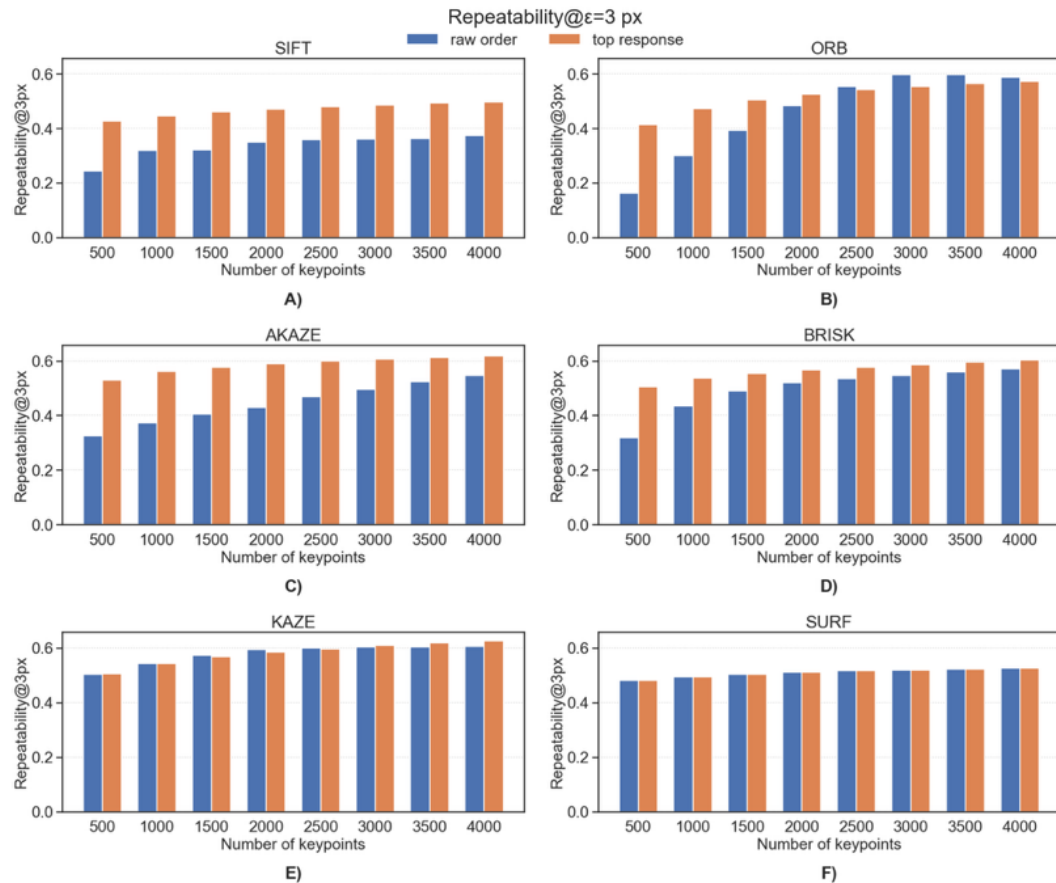 Repeatability@ε=3 px
raw order top response
SIFT
Repeatability@3px
0.6
0.4
0.2
0.0
500 1000 1500 2000 2500 3000 3500 4000
Number of keypoints
A)
ORB
Repeatability@3px
0.6
0.4
0.2
0.0
500 1000 1500 2000 2500 3000 3500 4000
Number of keypoints
B)
AKAZE
Repeatability@3px
0.6
0.4
0.2
0.0
500 1000 1500 2000 2500 3000 3500 4000
Number of keypoints
C)
BRISK
Repeatability@3px
0.6
0.4
0.2
0.0
500 1000 1500 2000 2500 3000 3500 4000
Number of keypoints
D)
KAZE
Repeatability@3px
0.6
0.4
0.2
0.0
500 1000 1500 2000 2500 3000 3500 4000
Number of keypoints
E)
SURF
Repeatability@3px
0.6
0.4
0.2
0.0
500 1000 1500 2000 2500 3000 3500 4000
Number of keypoints
F)